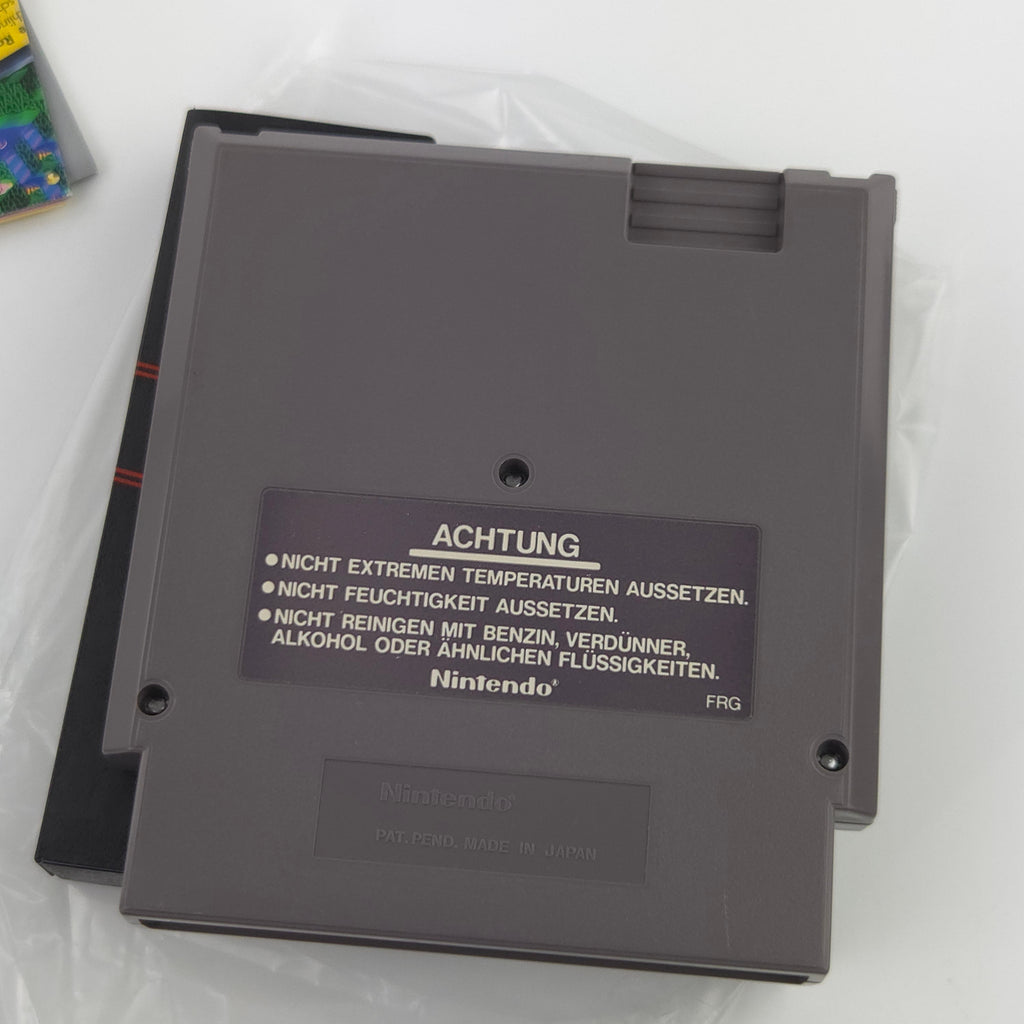 ACHTUNG
● NICHT EXTREMEN TEMPERATUREN AUSSETZEN.
● NICHT FEUCHTIGKEIT AUSSETZEN.
● NICHT REINIGEN MIT BENZIN, VERDÜNNER,
ALKOHOL ODER ÄHNLICHEN FLÜSSIGKEITEN.
Nintendo®
FRG
Nintendo®
PAT. PEND. MADE IN JAPAN